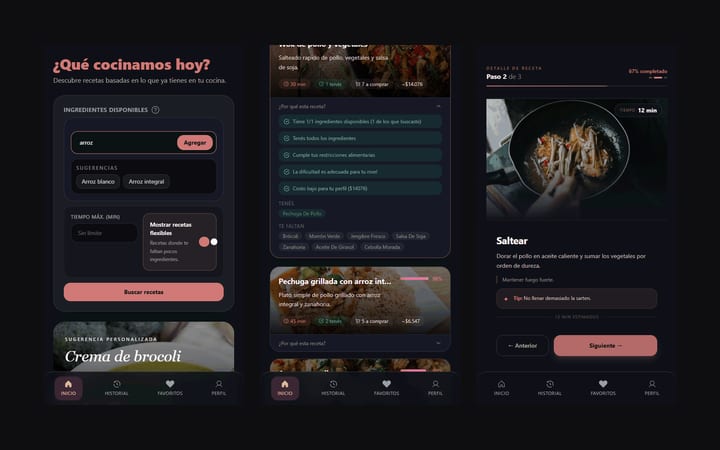 ¿Qué cocinamos hoy?
Descubre recetas basadas en lo que ya tienes en tu cocina.
INGREDIENTES DISPONIBLES ?
arroz
Agregar
SUGERENCIAS
Arroz blanco
Arroz integral
TIEMPO MÁX. (MIN)
Sin límite
Mostrar recetas
flexibles
Recetas donde te
faltan pocos
ingredientes.
Buscar recetas
SUGERENCIA PERSONALIZADA
Crema de brocoli
INICIO
HISTORIAL
FAVORITOS
PERFIL
Wok de pollo y vegetales
Salteado rapido de pollo, vegetales y salsa
de soja.
30 min
1 tenés
7 a comprar
~$14.076
¿Por qué esta receta?
Tiene 1/1 ingredientes disponibles (1 de los que buscaste)
Tenés todos los ingredientes
Cumple tus restricciones alimentarias
La dificultad es adecuada para tu nivel
Costo bajo para tu perfil ($14076)
TENÉS
Pechuga De Pollo
TE FALTAN
Brócoli
Morrón Verde
Jengibre Fresco
Salsa De Soja
Zanahoria
Aceite De Girasol
Cebolla Morada
Pechuga grillada con arroz int...
Plato simple de pollo grillado con arroz
integral y zanahoria.
45 min
2 tenés
5 a comprar
~$6.547
¿Por qué esta receta?
INICIO
HISTORIAL
FAVORITOS
PERFIL
DETALLE DE RECETA
Paso 2 de 3
67% completado
TIEMPO 12 min
Saltear
Dorar el pollo en aceite caliente y sumar los vegetales por
orden de dureza.
Mantener fuego fuerte.
Tip: No llenar demasiado la sarten.
12 MIN ESTIMADOS
← Anterior
Siguiente →
INICIO
HISTORIAL
FAVORITOS
PERFIL